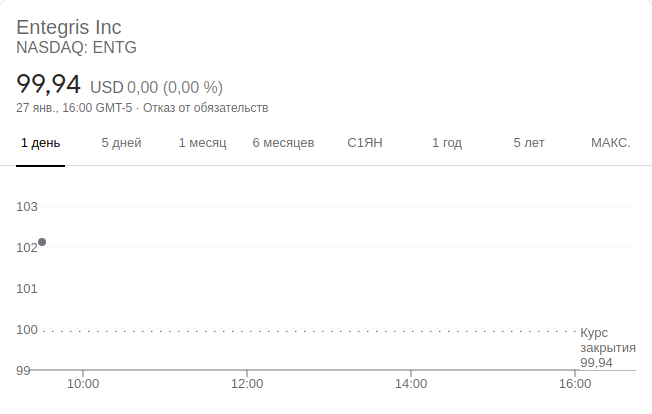 Entegris Inc
NASDAQ: ENTG
99,94 USD 0,00 (0,00 %)
27 янв., 16:00 GMT-5 · Отказ от обязательств
1 день 5 дней 1 месяц 6 месяцев С1ЯН 1 год 5 лет МАКС.
103
102
101
100
Курс
закрытия
99,94
99
10:00 12:00 14:00 16:00